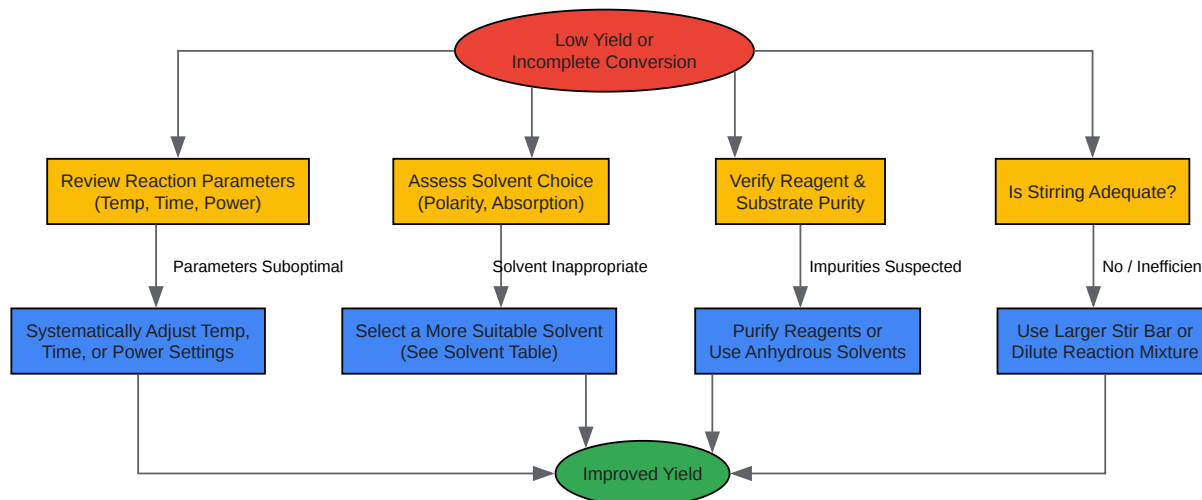 Low Yield or
Incomplete Conversion
Review Reaction Parameters
(Temp, Time, Power)
Assess Solvent Choice
(Polarity, Absorption)
Verify Reagent &
Substrate Purity
Is Stirring Adequate?
Parameters Suboptimal
Solvent Inappropriate
Impurities Suspected
No / Inefficien
Systematically Adjust Temp,
Time, or Power Settings
Select a More Suitable Solvent
(See Solvent Table)
Purify Reagents or
Use Anhydrous Solvents
Use Larger Stir Bar or
Dilute Reaction Mixture
Improved Yield